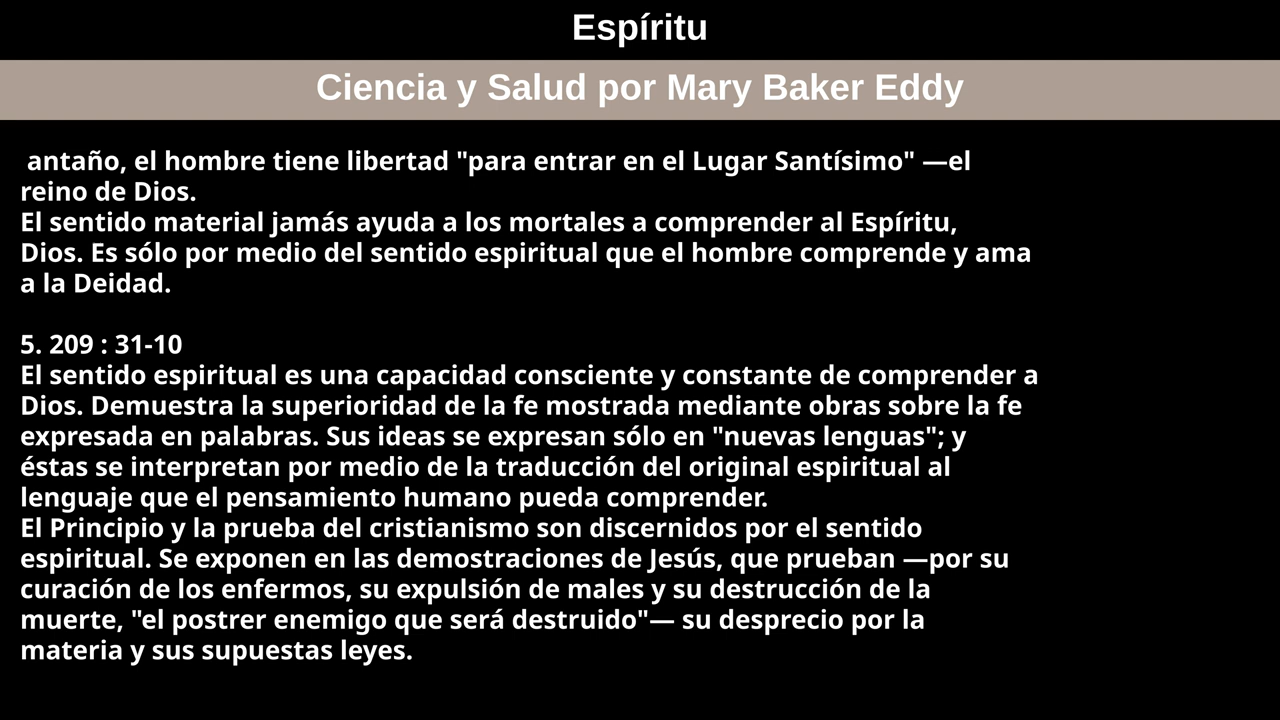 Espíritu
Ciencia y Salud por Mary Baker Eddy
antaño, el hombre tiene libertad "para entrar en el Lugar Santísimo" —el
reino de Dios.
El sentido material jamás ayuda a los mortales a comprender al Espíritu,
Dios. Es sólo por medio del sentido espiritual que el hombre comprende y ama
a la Deidad.
5. 209 : 31-10
El sentido espiritual es una capacidad consciente y constante de comprender a
Dios. Demuestra la superioridad de la fe mostrada mediante obras sobre la fe
expresada en palabras. Sus ideas se expresan sólo en "nuevas lenguas"; y
éstas se interpretan por medio de la traducción del original espiritual al
lenguaje que el pensamiento humano pueda comprender.
El Principio y la prueba del cristianismo son discernidos por el sentido
espiritual. Se exponen en las demostraciones de Jesús, que prueban —por su
curación de los enfermos, su expulsión de males y su destrucción de la
muerte, "el postrer enemigo que será destruido"— su desprecio por la
materia y sus supuestas leyes.